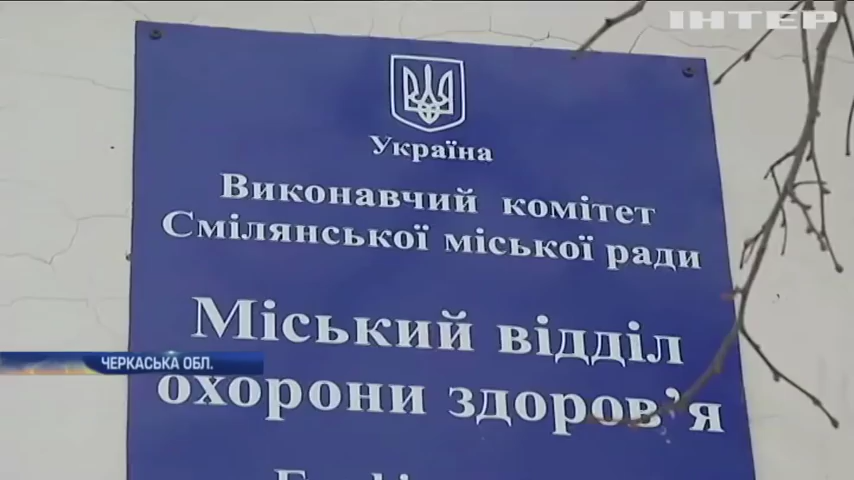 ІНТЕР
Україна
Виконавчий комітет
Смілянської міської ради
Міський відділ
ЧЕРКАСЬКА ОБЛ.
охорони здоров’я